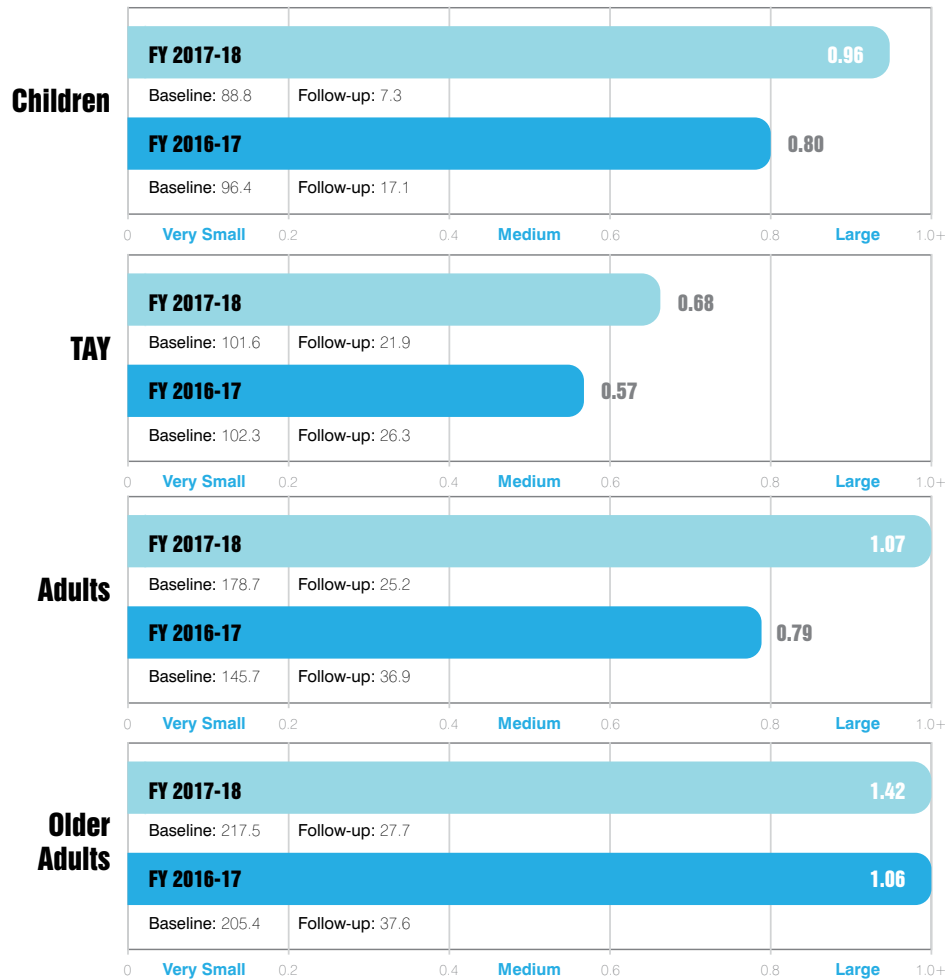 Children
FY 2017-18 0.96
Baseline: 88.8 Follow-up: 7.3
FY 2016-17 0.80
Baseline: 96.4 Follow-up: 17.1
0 Very Small 0.2 0.4 Medium 0.6 0.8 Large 1.0+
TAY
FY 2017-18 0.68
Baseline: 101.6 Follow-up: 21.9
FY 2016-17 0.57
Baseline: 102.3 Follow-up: 26.3
0 Very Small 0.2 0.4 Medium 0.6 0.8 Large 1.0+
Adults
FY 2017-18 1.07
Baseline: 178.7 Follow-up: 25.2
FY 2016-17 0.79
Baseline: 145.7 Follow-up: 36.9
0 Very Small 0.2 0.4 Medium 0.6 0.8 Large 1.0+
Older
Adults
FY 2017-18 1.42
Baseline: 217.5 Follow-up: 27.7
FY 2016-17 1.06
Baseline: 205.4 Follow-up: 37.6
0 Very Small 0.2 0.4 Medium 0.6 0.8 Large 1.0+